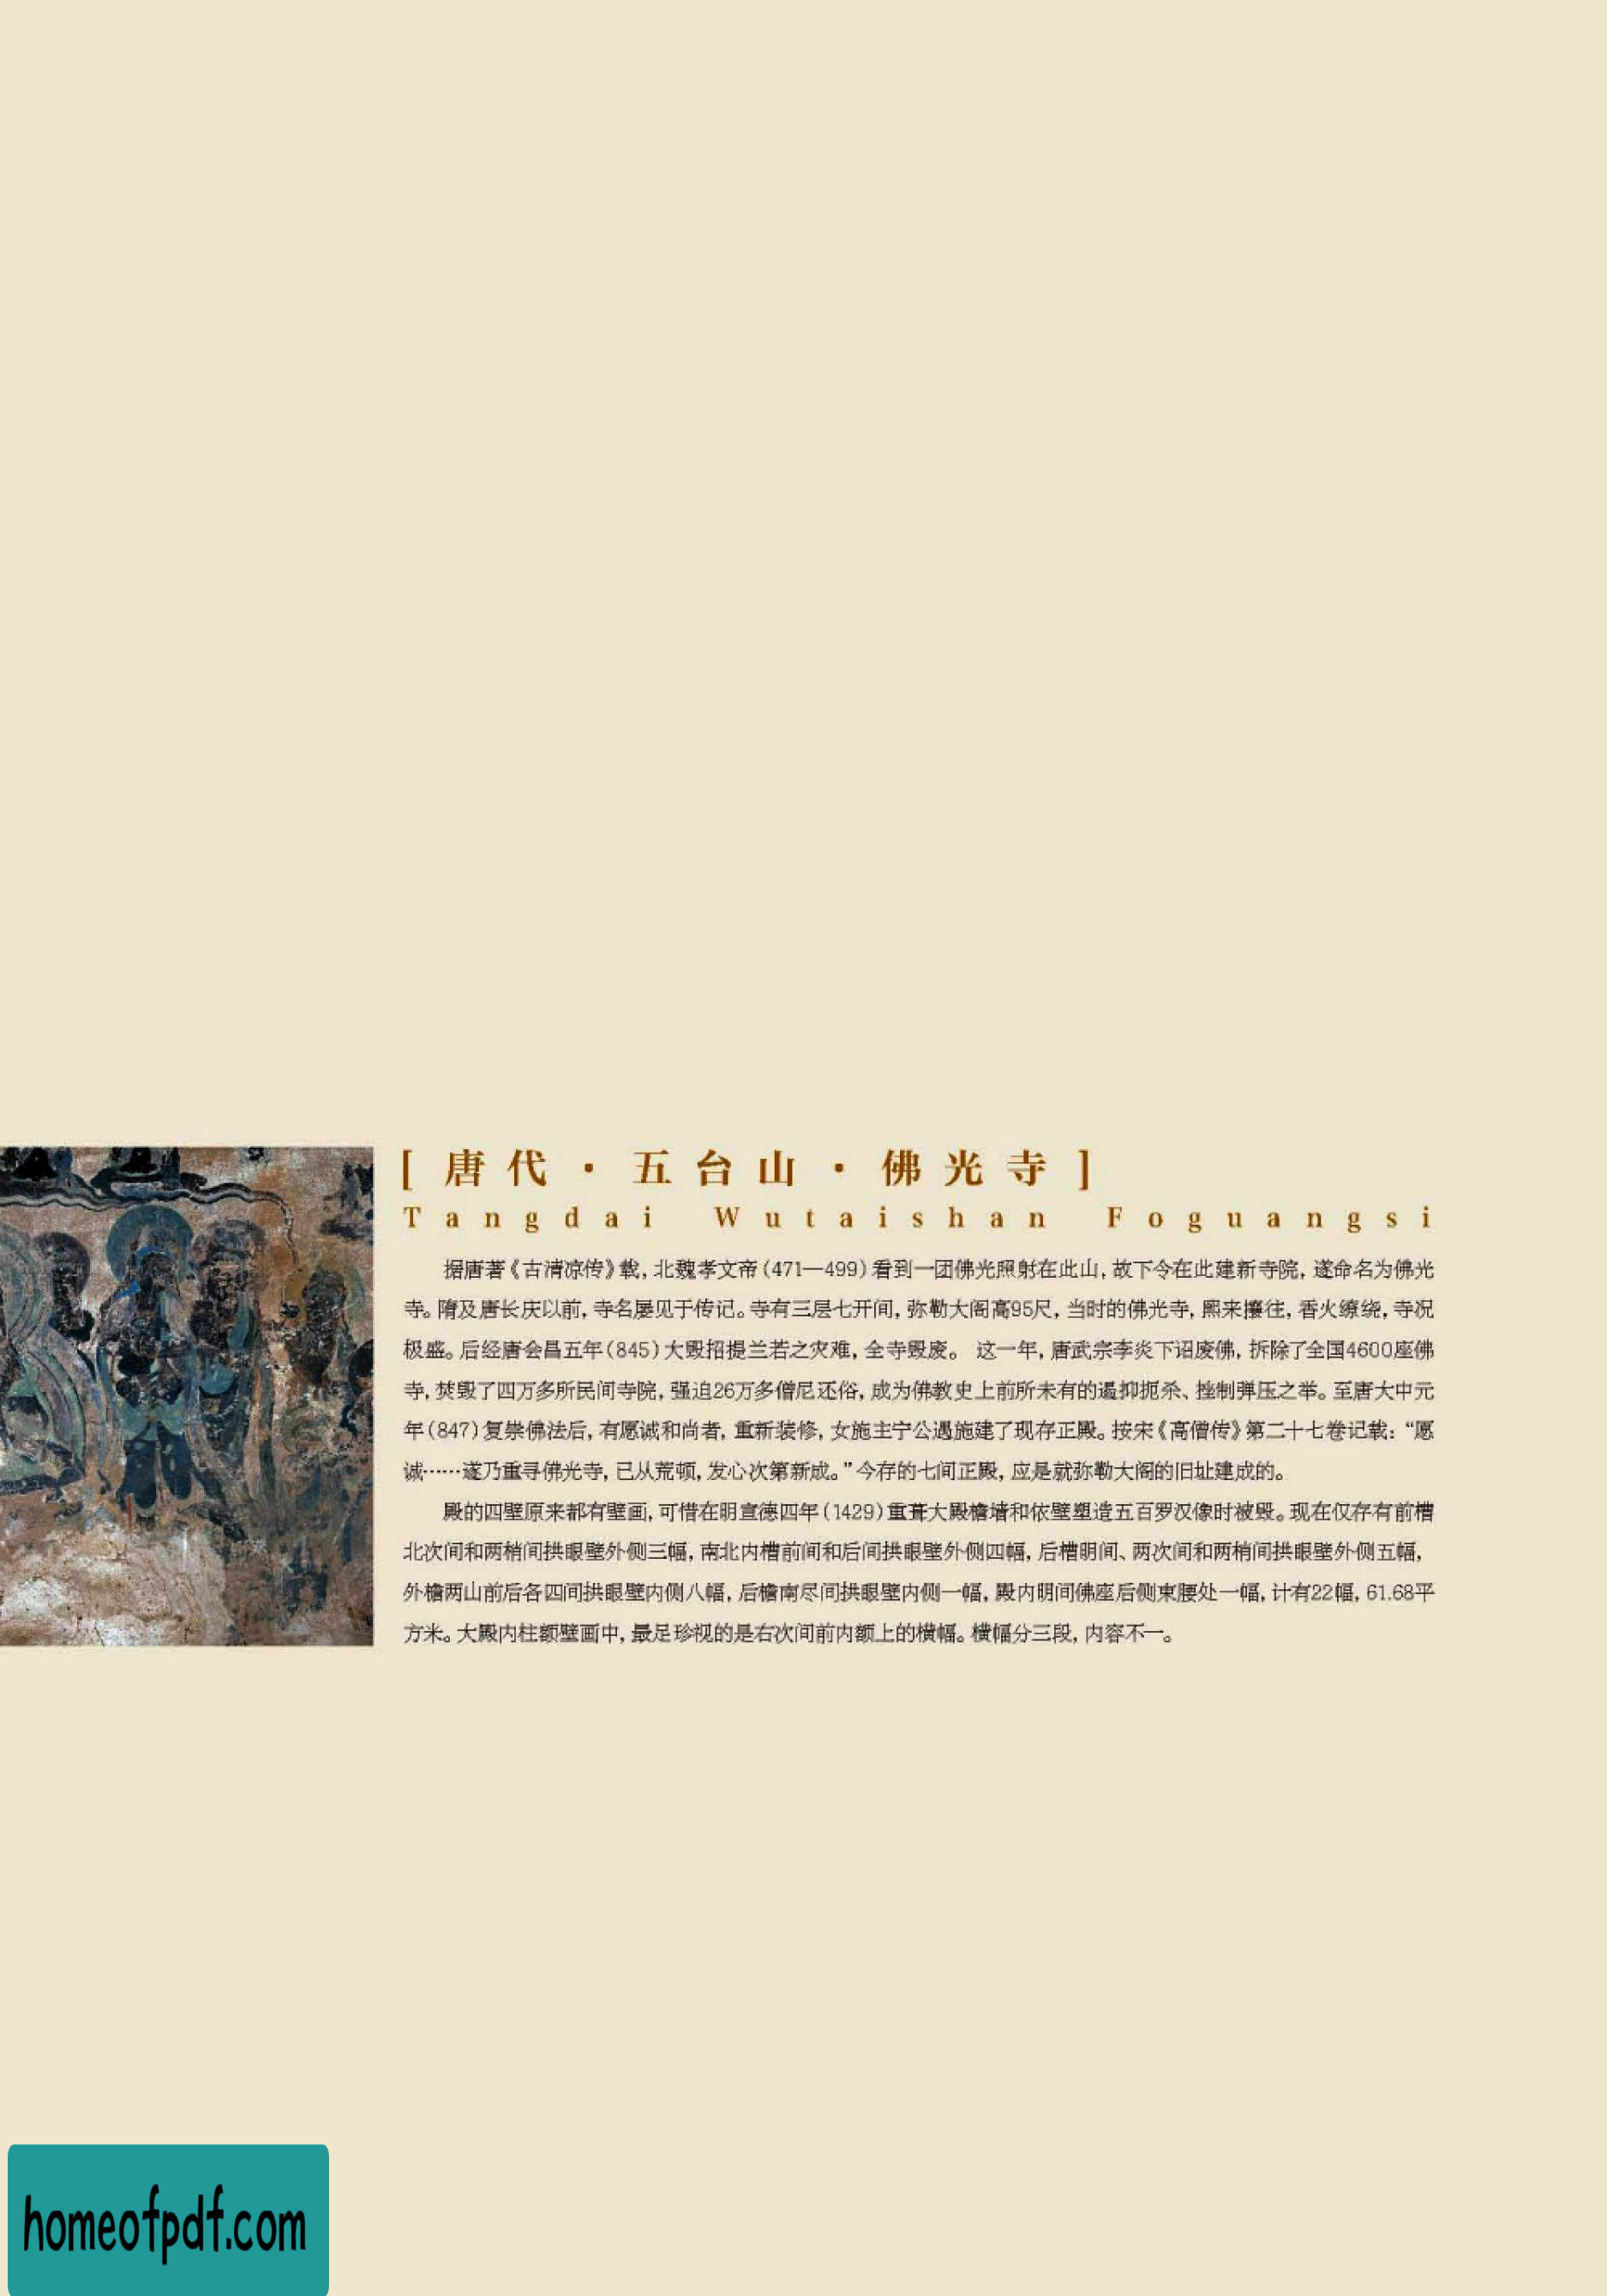 [ 唐代·五台山·佛光寺 ]
Tangdai Wutaishan Foguangsi
据唐著《古清凉传》载，北魏孝文帝（471—499）看到一团佛光照射在此山，故下令在此建新寺院，遂命名为佛光
寺。隋及唐长庆以前，寺名屡见于传记。寺有三层七开间，弥勒大阁高95尺，当时的佛光寺，熙来攘往，香火缭绕，寺况
极盛。后经唐会昌五年（845）大毁招提兰若之灾难，全寺毁废。 这一年，唐武宗李炎下诏废佛，拆除了全国4600座佛
寺，焚毁了四万多所民间寺院，强迫26万多僧尼还俗，成为佛教史上前所未有的遏抑扼杀、挫制弹压之举。至唐大中元
年（847）复崇佛法后，有愿诚和尚者，重新装修，女施主宁公遇施建了现存正殿。按宋《高僧传》第二十七卷记载：“愿
诚……遂乃重寻佛光寺，已从荒顿，发心次第新成。”今存的七间正殿，应是就弥勒大阁的旧址建成的。
殿的四壁原来都有壁画，可惜在明宣德四年（1429）重葺大殿檐墙和依壁塑造五百罗汉像时被毁。现在仅存有前槽
北次间和两梢间拱眼壁外侧三幅，南北内槽前间和后间拱眼壁外侧四幅，后槽明间、两次间和两梢间拱眼壁外侧五幅，
外檐两山前后各四间拱眼壁内侧八幅，后檐南尽间拱眼壁内侧一幅，殿内明间佛座后侧束腰处一幅，计有22幅，61.68平
方米。大殿内柱额壁画中，最足珍视的是右次间前内额上的横幅。横幅分三段，内容不一。
homeofpdf.com